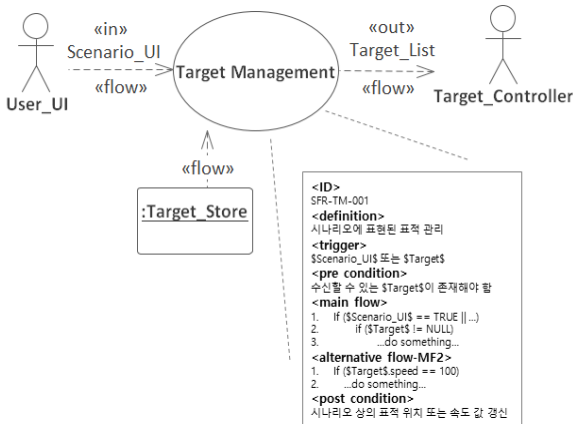 «in»
Scenario_UI
«flow»
User_UI
Target Management
«out»
Target_List
«flow»
Target_Controller
«flow»
:Target_Store
<ID>
SFR-TM-001
<definition>
시나리오에 표현된 표적 관리
<trigger>
$Scenario_UI$ 또는 $Target$
<pre condition>
수신할 수 있는 $Target$이 존재해야 함
<main flow>
1. If ($Scenario_UI$ == TRUE || ...)
2. if ($Target$ != NULL)
3. ...do something...
<alternative flow-MF2>
1. If ($Target$.speed == 100)
2. ...do something...
<post condition>
시나리오 상의 표적 위치 또는 속도 값 갱신